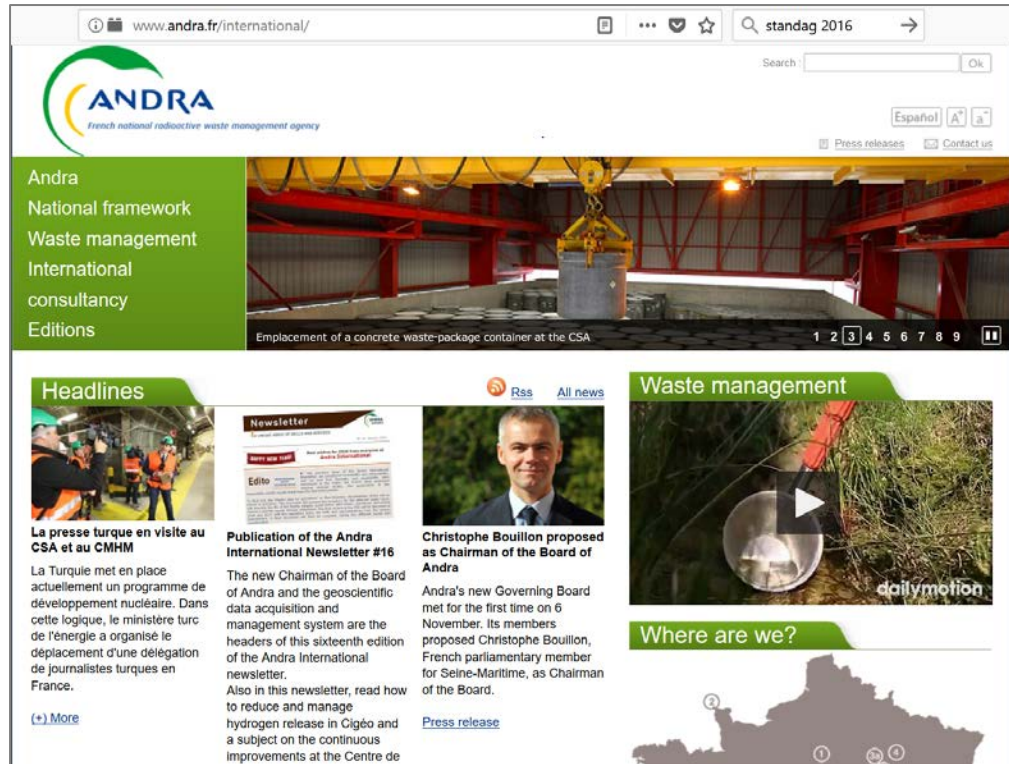 www.andra.fr/international/
standag 2016
Search :
Ok
ANDRA
French national radioactive waste management agency
Español A+ a-
Press releases Contact us
Andra
National framework
Waste management
International
consultancy
Editions
Emplacement of a concrete waste-package container at the CSA
1 2 3 4 5 6 7 8 9
Headlines
Rss All news
La presse turque en visite au
CSA et au CMHM
La Turquie met en place
actuellement un programme de
développement nucléaire. Dans
cette logique, le ministère turc
de l'énergie a organisé le
déplacement d'une délégation
de journalistes turques en
France.
(+) More
Newsletter
HAPPY NEW YEAR
Andra International
Edito
Publication of the Andra
International Newsletter #16
The new Chairman of the Board
of Andra and the geoscientific
data acquisition and
management system are the
headers of this sixteenth edition
of the Andra International
newsletter.
Also in this newsletter, read how
to reduce and manage
hydrogen release in Cigéo and
a subject on the continuous
improvements at the Centre de
Christophe Bouillon proposed
as Chairman of the Board of
Andra
Andra's new Governing Board
met for the first time on 6
November. Its members
proposed Christophe Bouillon,
French parliamentary member
for Seine-Maritime, as Chairman
of the Board.
Press release
Waste management
dailymotion
Where are we?
2
1
3a
4